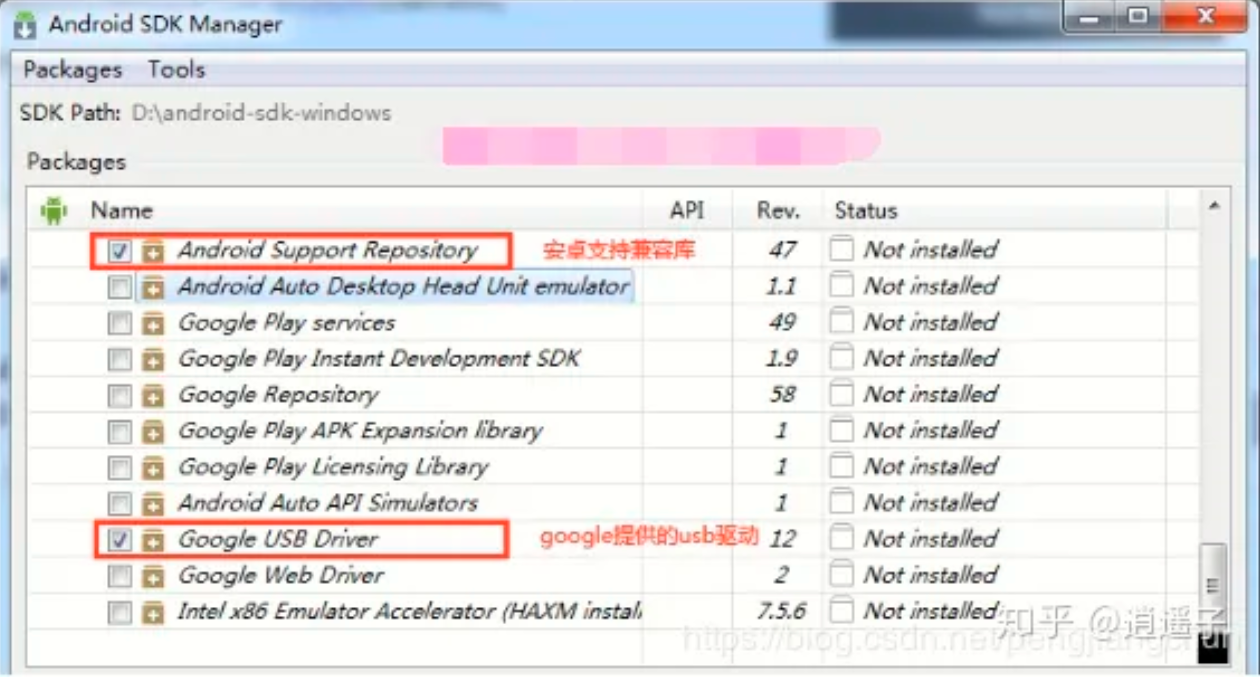 Android SDK Manager
Packages Tools
SDK Path: D:\android-sdk-windows
Packages
Name API Rev. Status
Android Support Repository 安卓支持兼容库 47 Not installed
Android Auto Desktop Head Unit emulator 1.1 Not installed
Google Play services 49 Not installed
Google Play Instant Development SDK 1.9 Not installed
Google Repository 58 Not installed
Google Play APK Expansion library 1 Not installed
Google Play Licensing Library 1 Not installed
Android Auto API Simulators 1 Not installed
Google USB Driver google提供的usb驱动 12 Not installed
Google Web Driver 2 Not installed
Intel x86 Emulator Accelerator (HAXM install 7.5.6 Not installed
知乎 @逍遥子
https://blog.csdn.net/pengjiangchun